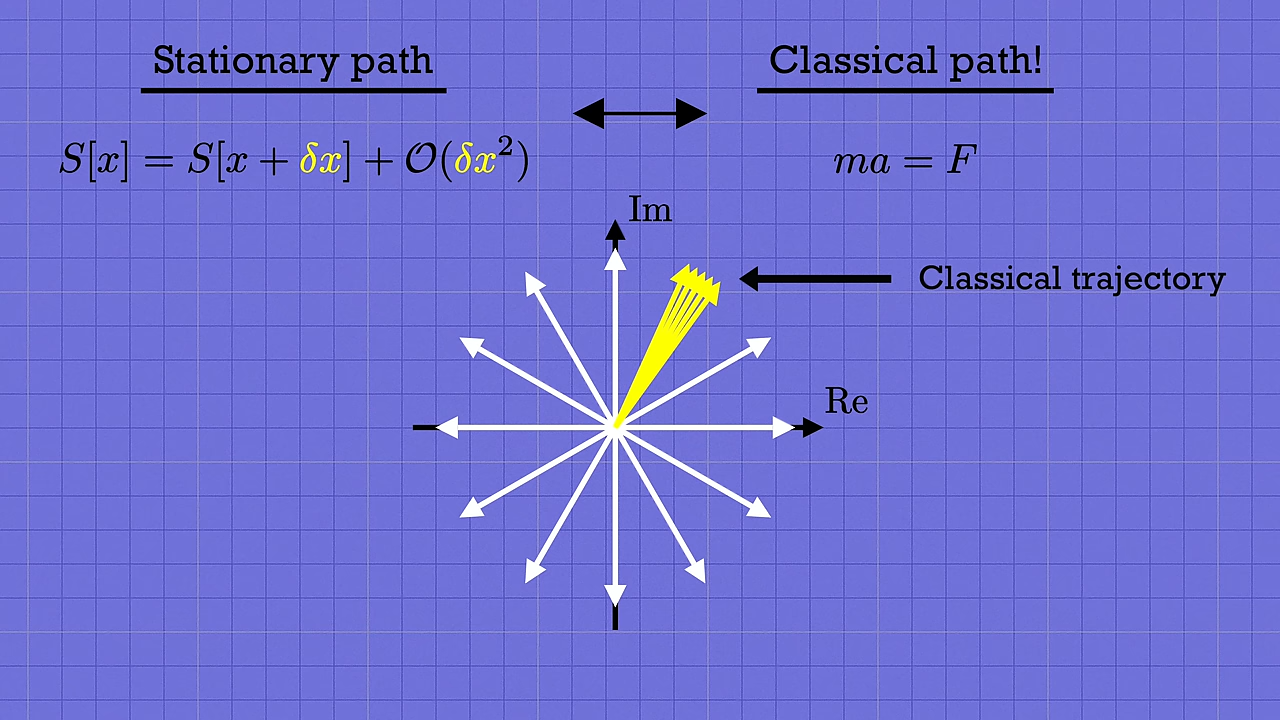 Stationary path
Classical path!
S[x] = S[x + δx] + 𝒪(δx²)
ma = F
Im
Classical trajectory
Re